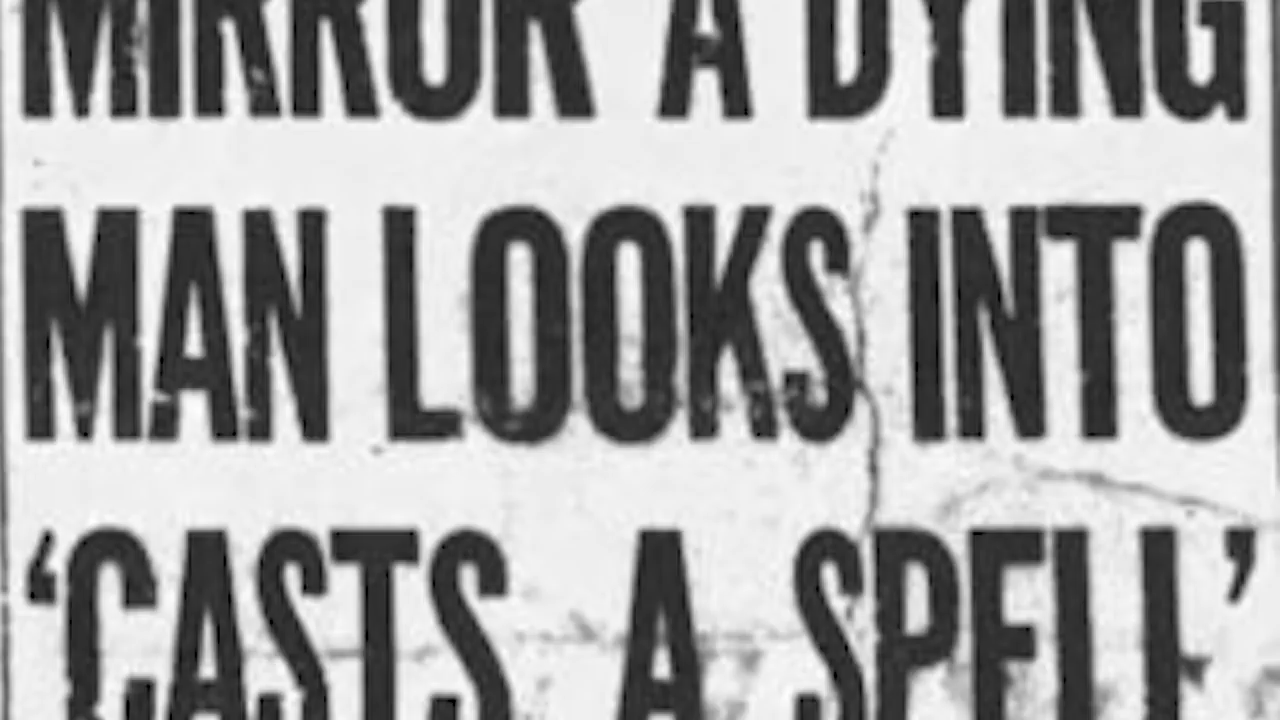 MIRROR A DYING
MAN LOOKS INTO
‘CASTS A SPELL’